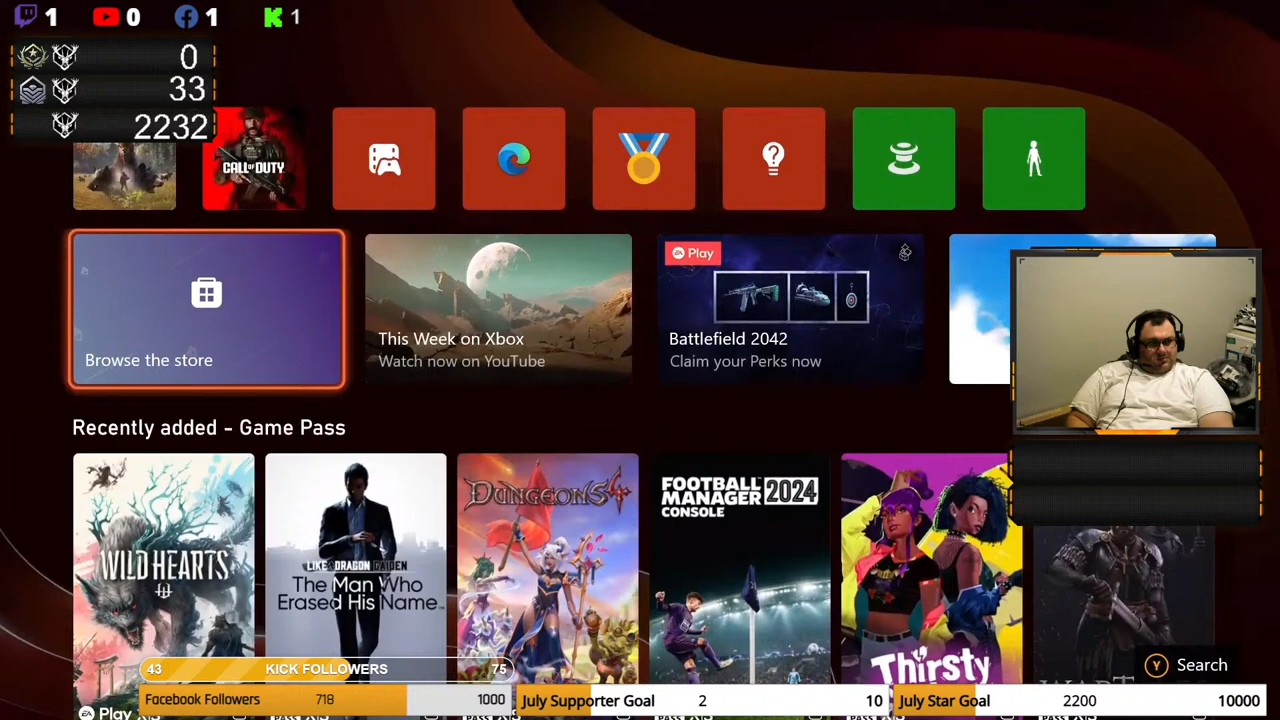 1 0 1 1
0
33
2232
CALL OF DUTY
Browse the store
This Week on Xbox
Watch now on YouTube
EA Play
Battlefield 2042
Claim your Perks now
Recently added - Game Pass
WILD HEARTS
LIKE A DRAGON GAIDEN
The Man Who
Erased His Name
DUNGEONS 4
FOOTBALL
MANAGER 2024
CONSOLE
Thirsty
Y Search
43 KICK FOLLOWERS 75
Facebook Followers 718 1000
July Supporter Goal 2 10
July Star Goal 2200 10000
EA Play